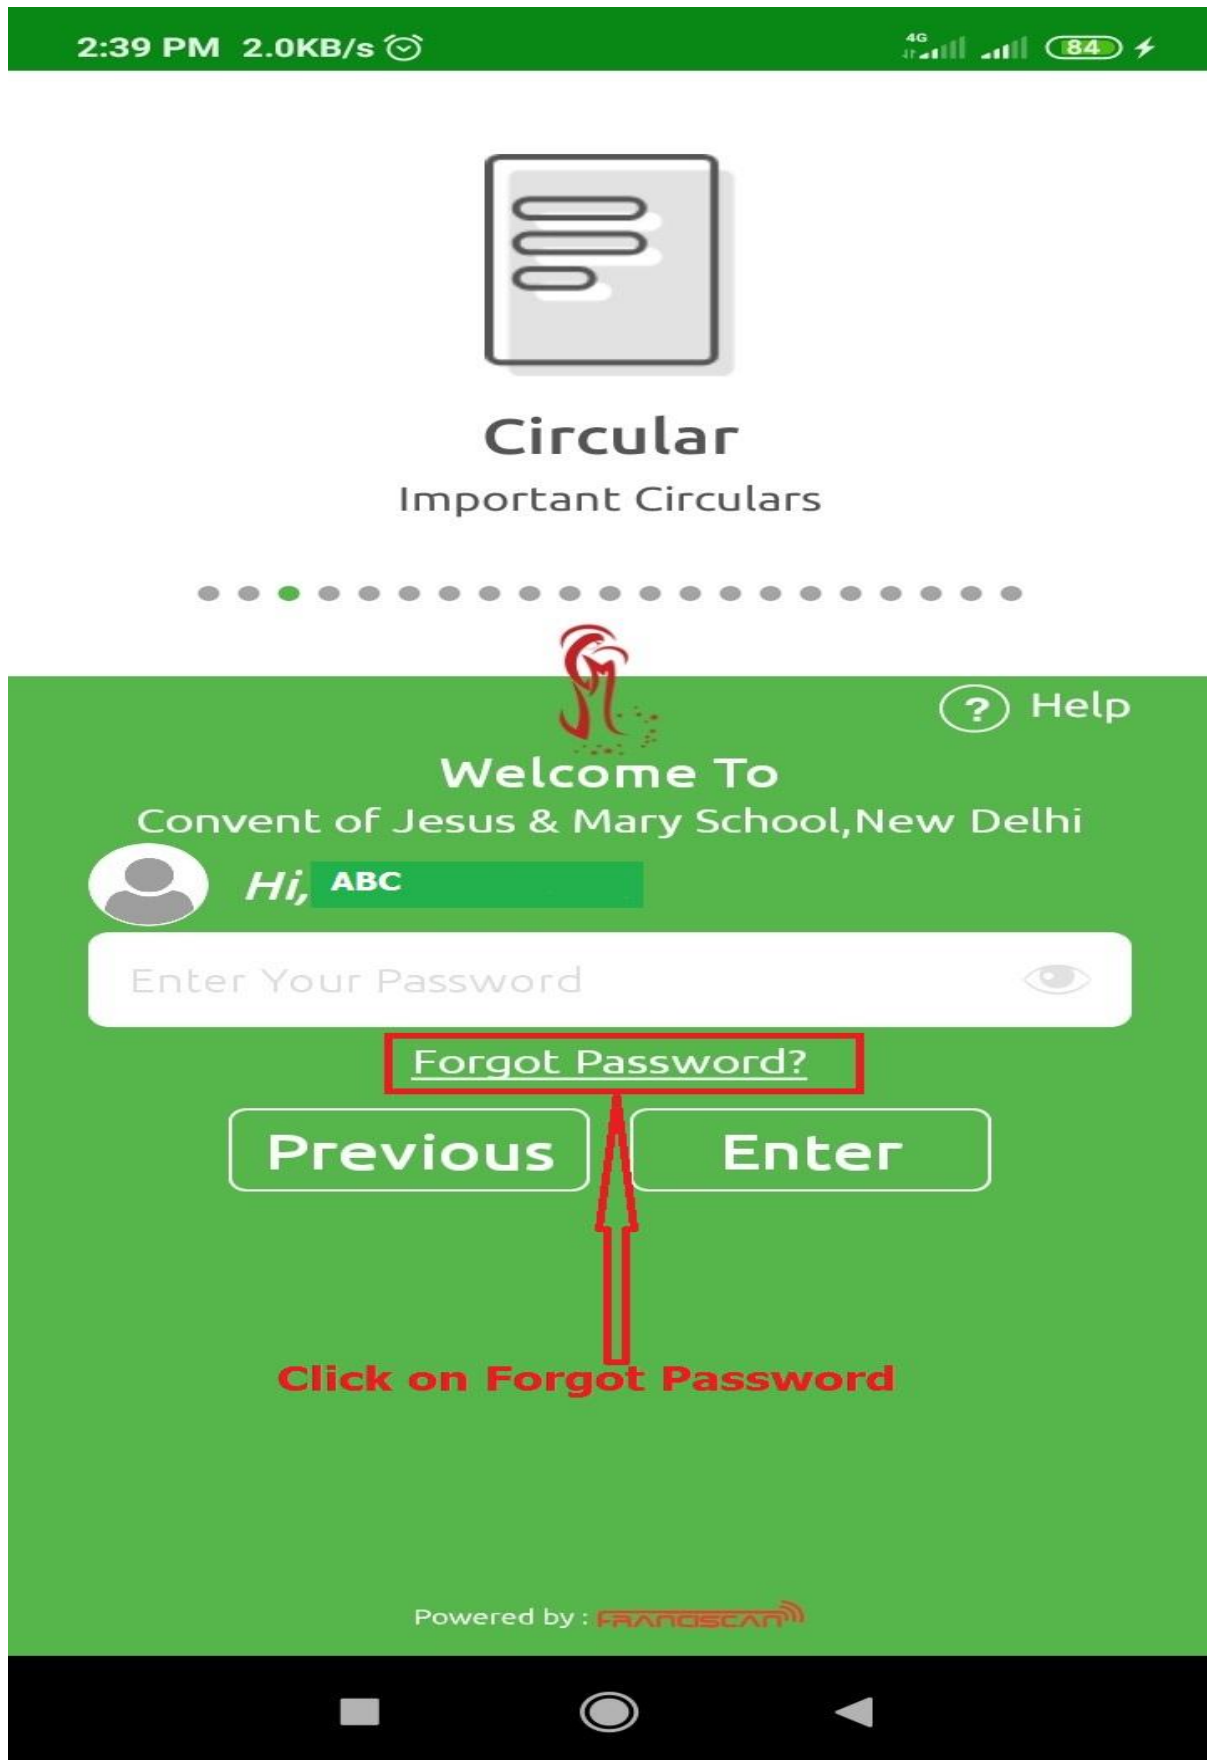 2:39 PM 2.0KB/s 4G 84
Circular
Important Circulars
? Help
Welcome To
Convent of Jesus & Mary School,New Delhi
Hi, ABC
Enter Your Password
Forgot Password?
Previous Enter
Click on Forgot Password
Powered by : FRANCISCAN